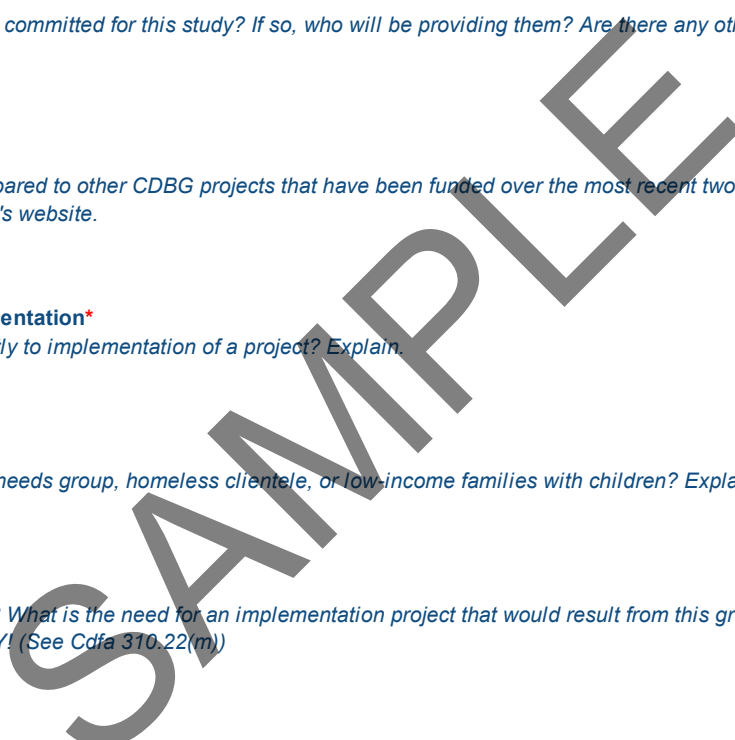 committed for this study? If so, who will be providing them? Are there any oth
pared to other CDBG projects that have been funded over the most recent two
's website.
entation*
ly to implementation of a project? Explain.
needs group, homeless clientele, or low-income families with children? Expla
? What is the need for an implementation project that would result from this gr
Y! (See Cdfa 310.22(m))
SAMPLE